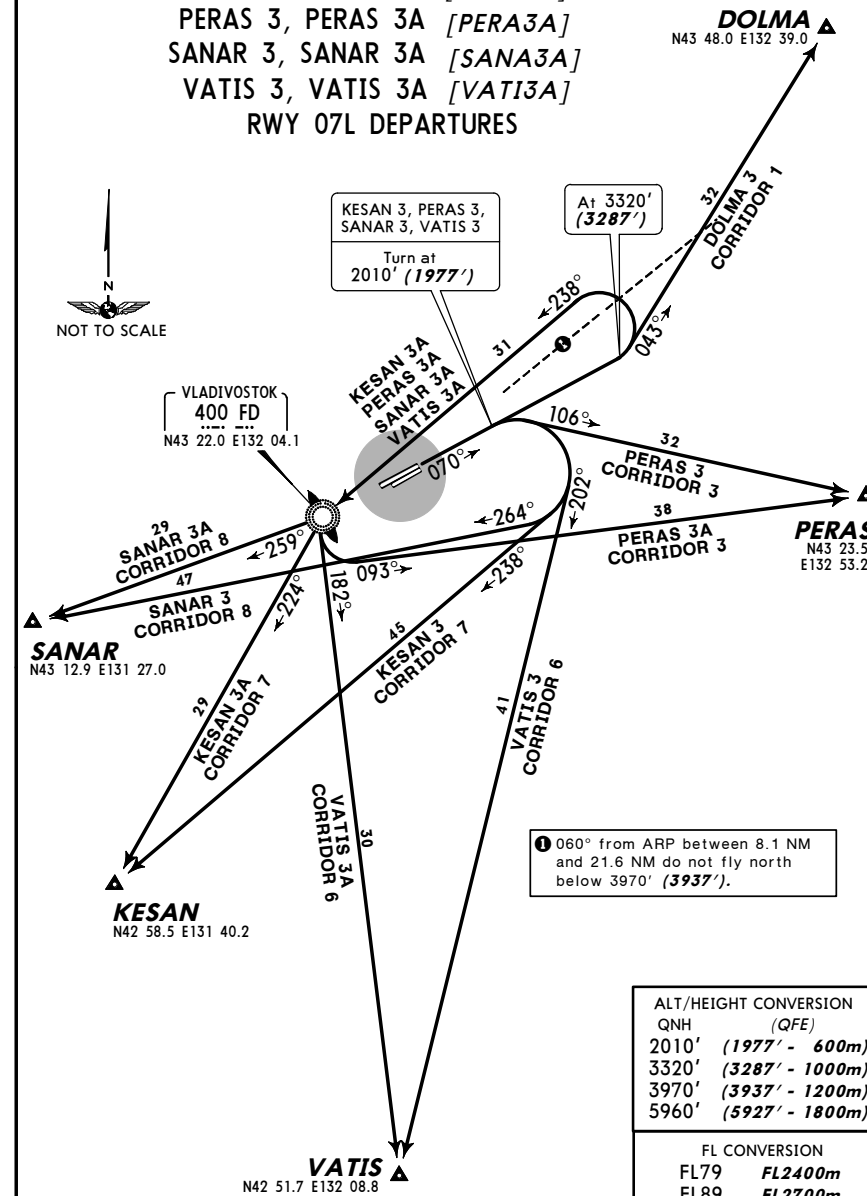 PERAS 3, PERAS 3A [PERA3A]
SANAR 3, SANAR 3A [SANA3A]
VATIS 3, VATIS 3A [VATI3A]
RWY 07L DEPARTURES
DOLMA
N43 48.0 E132 39.0
32
DOLMA 3
CORRIDOR 1
KESAN 3, PERAS 3,
SANAR 3, VATIS 3
Turn at
2010' (1977')
At 3320'
(3287')
N
NOT TO SCALE
238°
043°
31
KESAN 3A
PERAS 3A
SANAR 3A
VATIS 3A
VLADIVOSTOK
400 FD
N43 22.0 E132 04.1
070°
106°
32
PERAS 3
CORRIDOR 3
202°
38
PERAS 3A
CORRIDOR 3
PERAS
N43 23.5
E132 53.2
264°
259°
29
SANAR 3A
CORRIDOR 8
47
SANAR 3
CORRIDOR 8
093°
238°
224°
182°
SANAR
N43 12.9 E131 27.0
45
KESAN 3
CORRIDOR 7
29
KESAN 3A
CORRIDOR 7
41
VATIS 3
CORRIDOR 6
30
VATIS 3A
CORRIDOR 6
1 060° from ARP between 8.1 NM
and 21.6 NM do not fly north
below 3970' (3937').
KESAN
N42 58.5 E131 40.2
ALT/HEIGHT CONVERSION
QNH (QFE)
2010' (1977' - 600m)
3320' (3287' - 1000m)
3970' (3937' - 1200m)
5960' (5927' - 1800m)
FL CONVERSION
FL79 FL2400m
FL89 FL2700m
VATIS
N42 51.7 E132 08.8